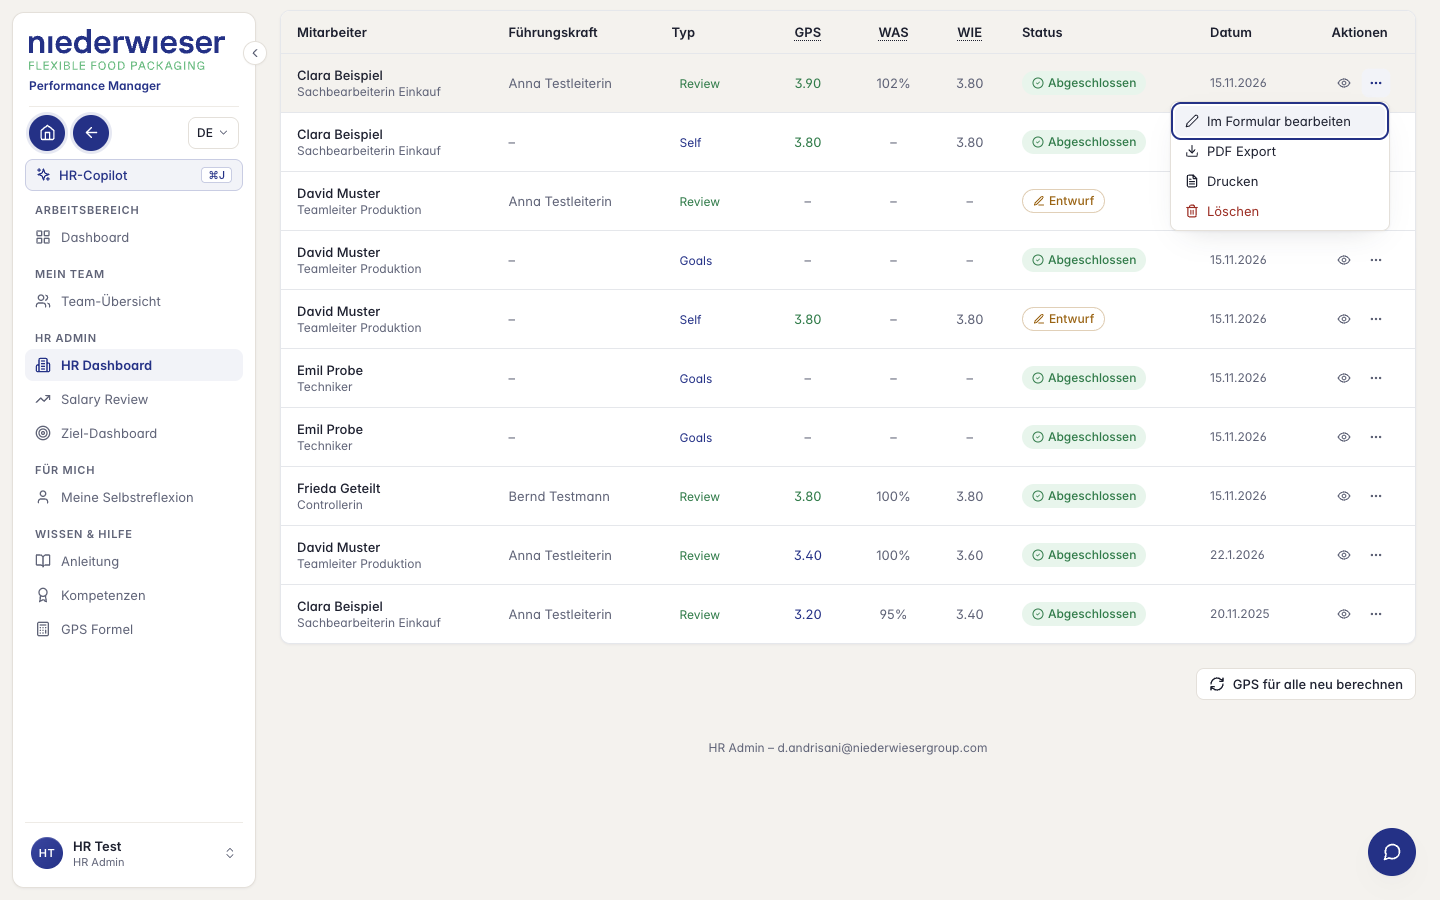 niederwieser
FLEXIBLE FOOD PACKAGING
Performance Manager
DE
HR-Copilot ⌘J
ARBEITSBEREICH
Dashboard
MEIN TEAM
Team-Übersicht
HR ADMIN
HR Dashboard
Salary Review
Ziel-Dashboard
FÜR MICH
Meine Selbstreflexion
WISSEN & HILFE
Anleitung
Kompetenzen
GPS Formel
HT
HR Test
HR Admin
Mitarbeiter Führungskraft Typ GPS WAS WIE Status Datum Aktionen
Clara Beispiel
Sachbearbeiterin Einkauf
Anna Testleiterin Review 3.90 102% 3.80 Abgeschlossen 15.11.2026
Clara Beispiel
Sachbearbeiterin Einkauf
– Self 3.80 – 3.80 Abgeschlossen
David Muster
Teamleiter Produktion
Anna Testleiterin Review – – – Entwurf
David Muster
Teamleiter Produktion
– Goals – – – Abgeschlossen 15.11.2026
David Muster
Teamleiter Produktion
– Self 3.80 – 3.80 Entwurf 15.11.2026
Emil Probe
Techniker
– Goals – – – Abgeschlossen 15.11.2026
Emil Probe
Techniker
– Goals – – – Abgeschlossen 15.11.2026
Frieda Geteilt
Controllerin
Bernd Testmann Review 3.80 100% 3.80 Abgeschlossen 15.11.2026
David Muster
Teamleiter Produktion
Anna Testleiterin Review 3.40 100% 3.60 Abgeschlossen 22.1.2026
Clara Beispiel
Sachbearbeiterin Einkauf
Anna Testleiterin Review 3.20 95% 3.40 Abgeschlossen 20.11.2025
Im Formular bearbeiten
PDF Export
Drucken
Löschen
GPS für alle neu berechnen
HR Admin – d.andrisani@niederwiesergroup.com